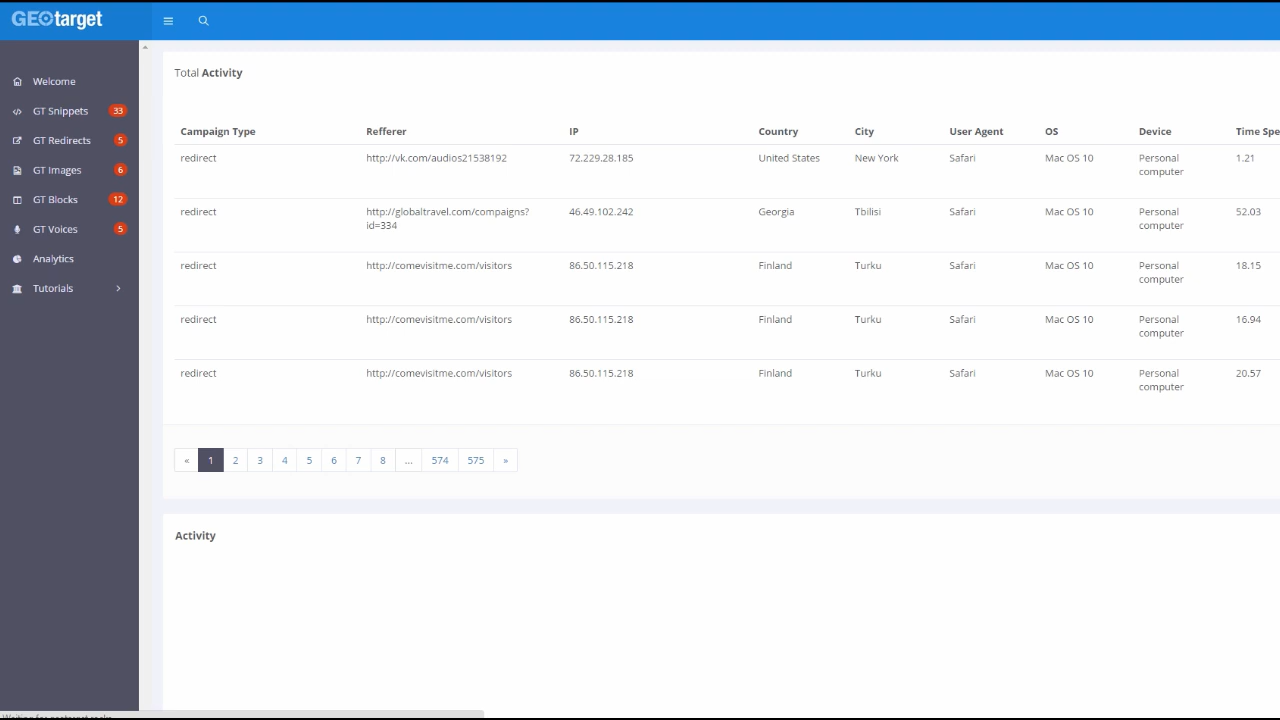 GEOtarget
Welcome
GT Snippets 33
GT Redirects 5
GT Images 6
GT Blocks 12
GT Voices 5
Analytics
Tutorials
Total Activity
Campaign Type Refferer IP Country City User Agent OS Device Time Spe
redirect http://vk.com/audios21538192 72.229.28.185 United States New York Safari Mac OS 10 Personal 1.21
computer
redirect http://globaltravel.com/compaigns? 46.49.102.242 Georgia Tbilisi Safari Mac OS 10 Personal 52.03
id=334 computer
redirect http://comevisitme.com/visitors 86.50.115.218 Finland Turku Safari Mac OS 10 Personal 18.15
computer
redirect http://comevisitme.com/visitors 86.50.115.218 Finland Turku Safari Mac OS 10 Personal 16.94
computer
redirect http://comevisitme.com/visitors 86.50.115.218 Finland Turku Safari Mac OS 10 Personal 20.57
computer
« 1 2 3 4 5 6 7 8 ... 574 575 »
Activity